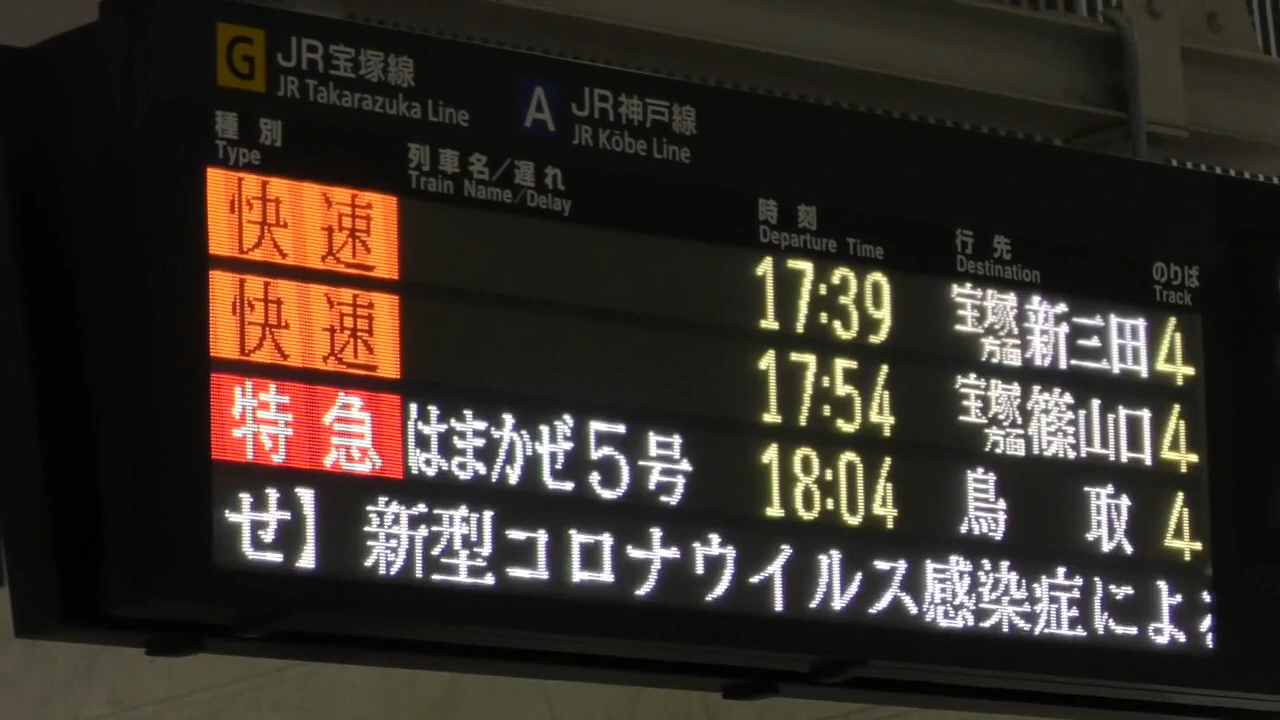 G JR宝塚線 A JR神戸線
JR Takarazuka Line JR Kōbe Line
種別 列車名/遅れ 時刻 行先 のりば
Type Train Name/Delay Departure Time Destination Track
快速 17:39 宝塚方面 新三田 4
快速 17:54 宝塚方面 篠山口 4
特急 はまかぜ5号 18:04 鳥取 4
せ】 新型コロナウイルス感染症によ